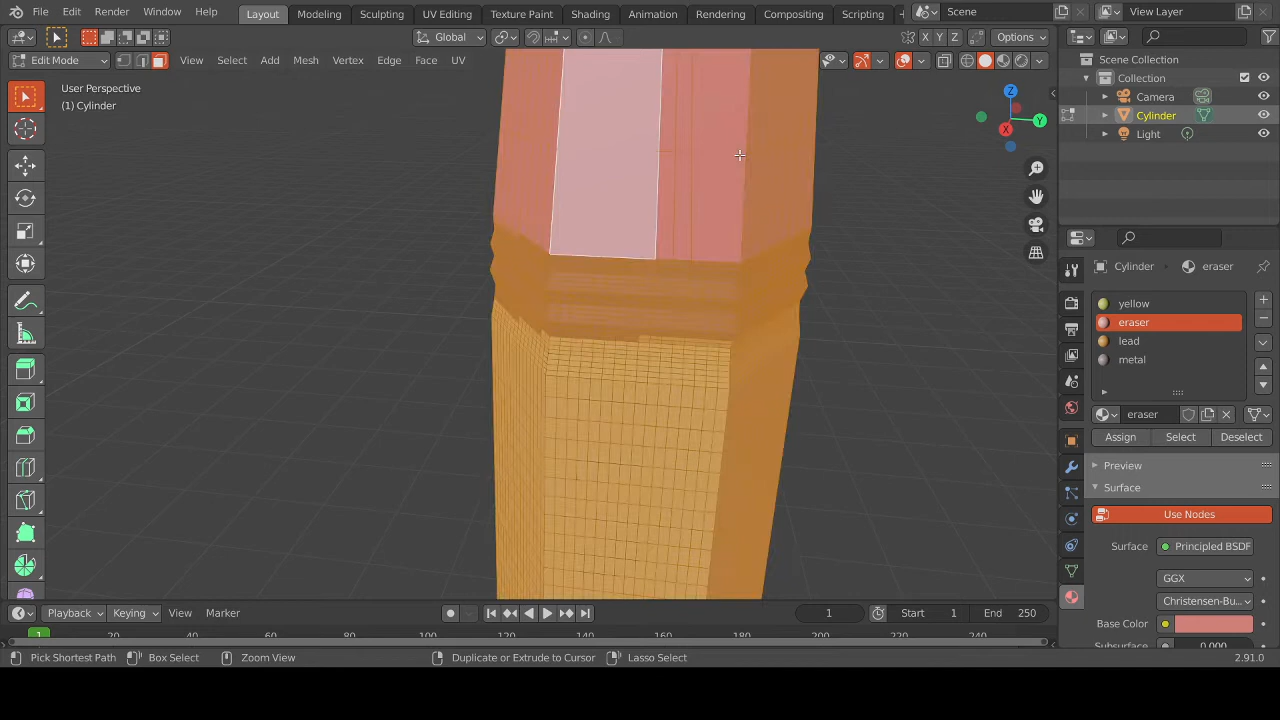 File Edit Render Window Help Layout Modeling Sculpting UV Editing Texture Paint Shading Animation Rendering Compositing Scripting Scene View Layer
Global Options
Edit Mode View Select Add Mesh Vertex Edge Face UV
User Perspective
(1) Cylinder
X Y Z
Z
Y
X
Scene Collection
Collection
Camera
Cylinder
Light
Cylinder eraser
yellow
eraser
lead
metal
eraser
Assign Select Deselect
Preview
Surface
Use Nodes
Surface Principled BSDF
GGX
Christensen-Bu...
Base Color
Subsurface 0.000
Playback Keying View Marker 1 Start 1 End 250
1 20 40 60 80 100 120 140 160 180 200 220 240
Pick Shortest Path Box Select Zoom View Duplicate or Extrude to Cursor Lasso Select 2.91.0